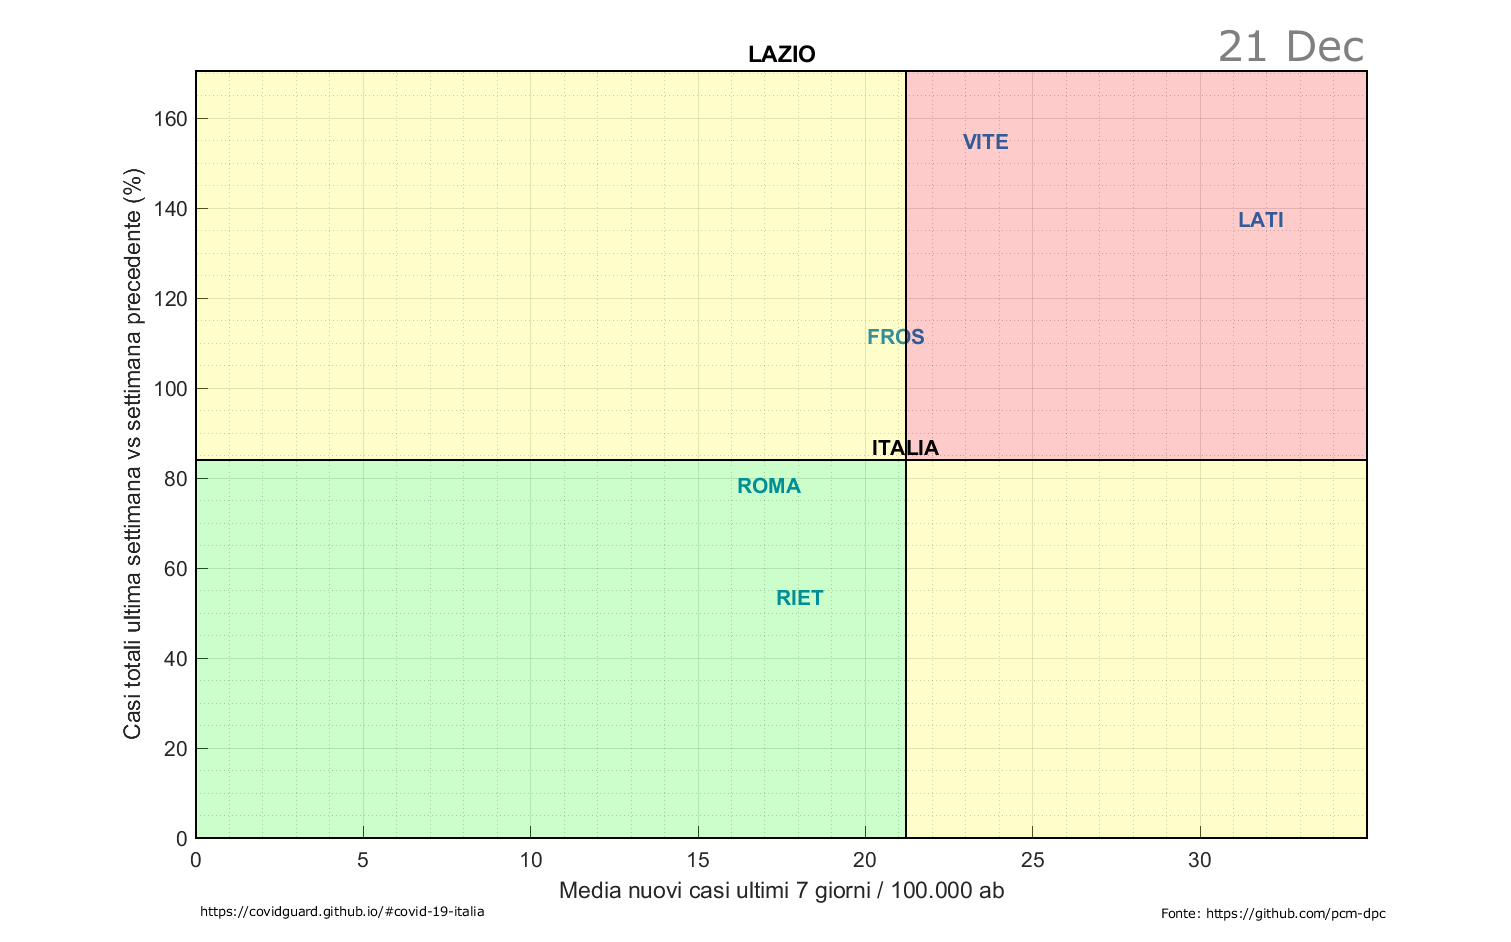 LAZIO
21 Dec
Casi totali ultima settimana vs settimana precedente (%)
160
140
120
100
80
60
40
20
0
VITE
LATI
FROS
ITALIA
ROMA
RIET
0 5 10 15 20 25 30
Media nuovi casi ultimi 7 giorni / 100.000 ab
https://covidguard.github.io/#covid-19-italia
Fonte: https://github.com/pcm-dpc